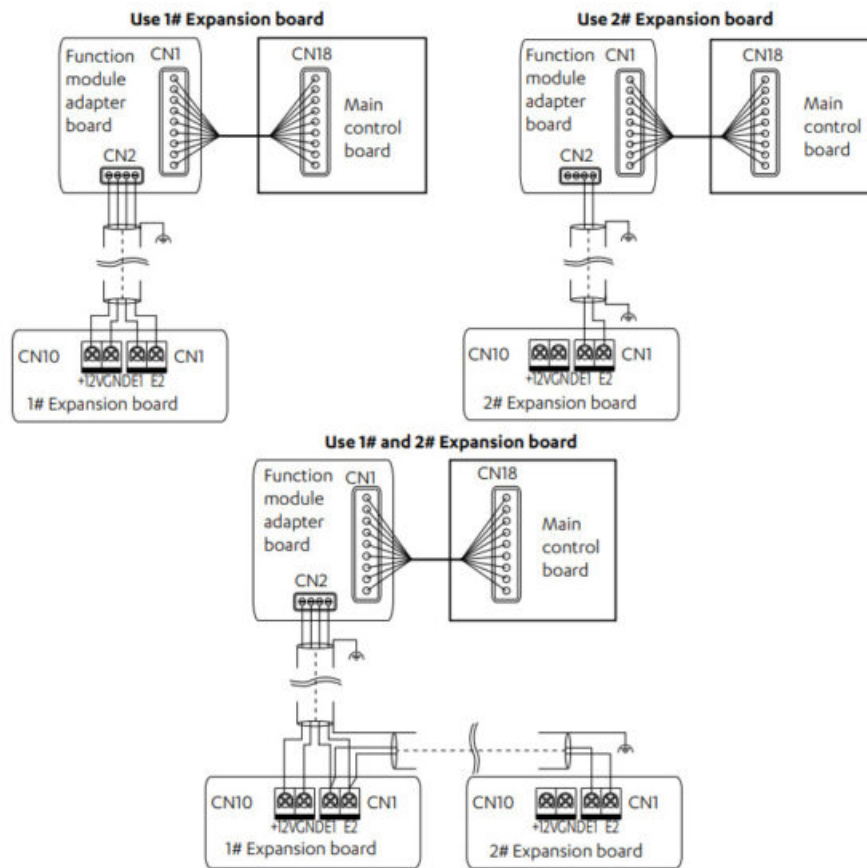 Use 1# Expansion board
Function
module
adapter
board
CN1
CN18
Main
control
board
CN2
CN10
CN1
+12VGNDE1 E2
1# Expansion board
Use 2# Expansion board
Function
module
adapter
board
CN1
CN18
Main
control
board
CN2
CN10
CN1
+12VGNDE1 E2
2# Expansion board
Use 1# and 2# Expansion board
Function
module
adapter
board
CN1
CN18
Main
control
board
CN2
CN10
CN1
+12VGNDE1 E2
1# Expansion board
CN10
CN1
+12VGNDE1 E2
2# Expansion board